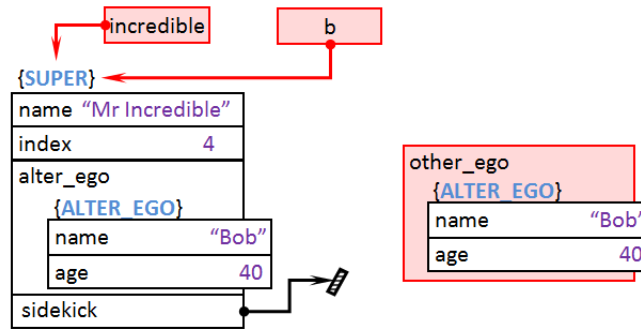 incredible
b
{SUPER}
name “Mr Incredible”
index 4
alter_ego
{ALTER_EGO}
name “Bob”
age 40
sidekick
other_ego
{ALTER_EGO}
name “Bob”
age 40